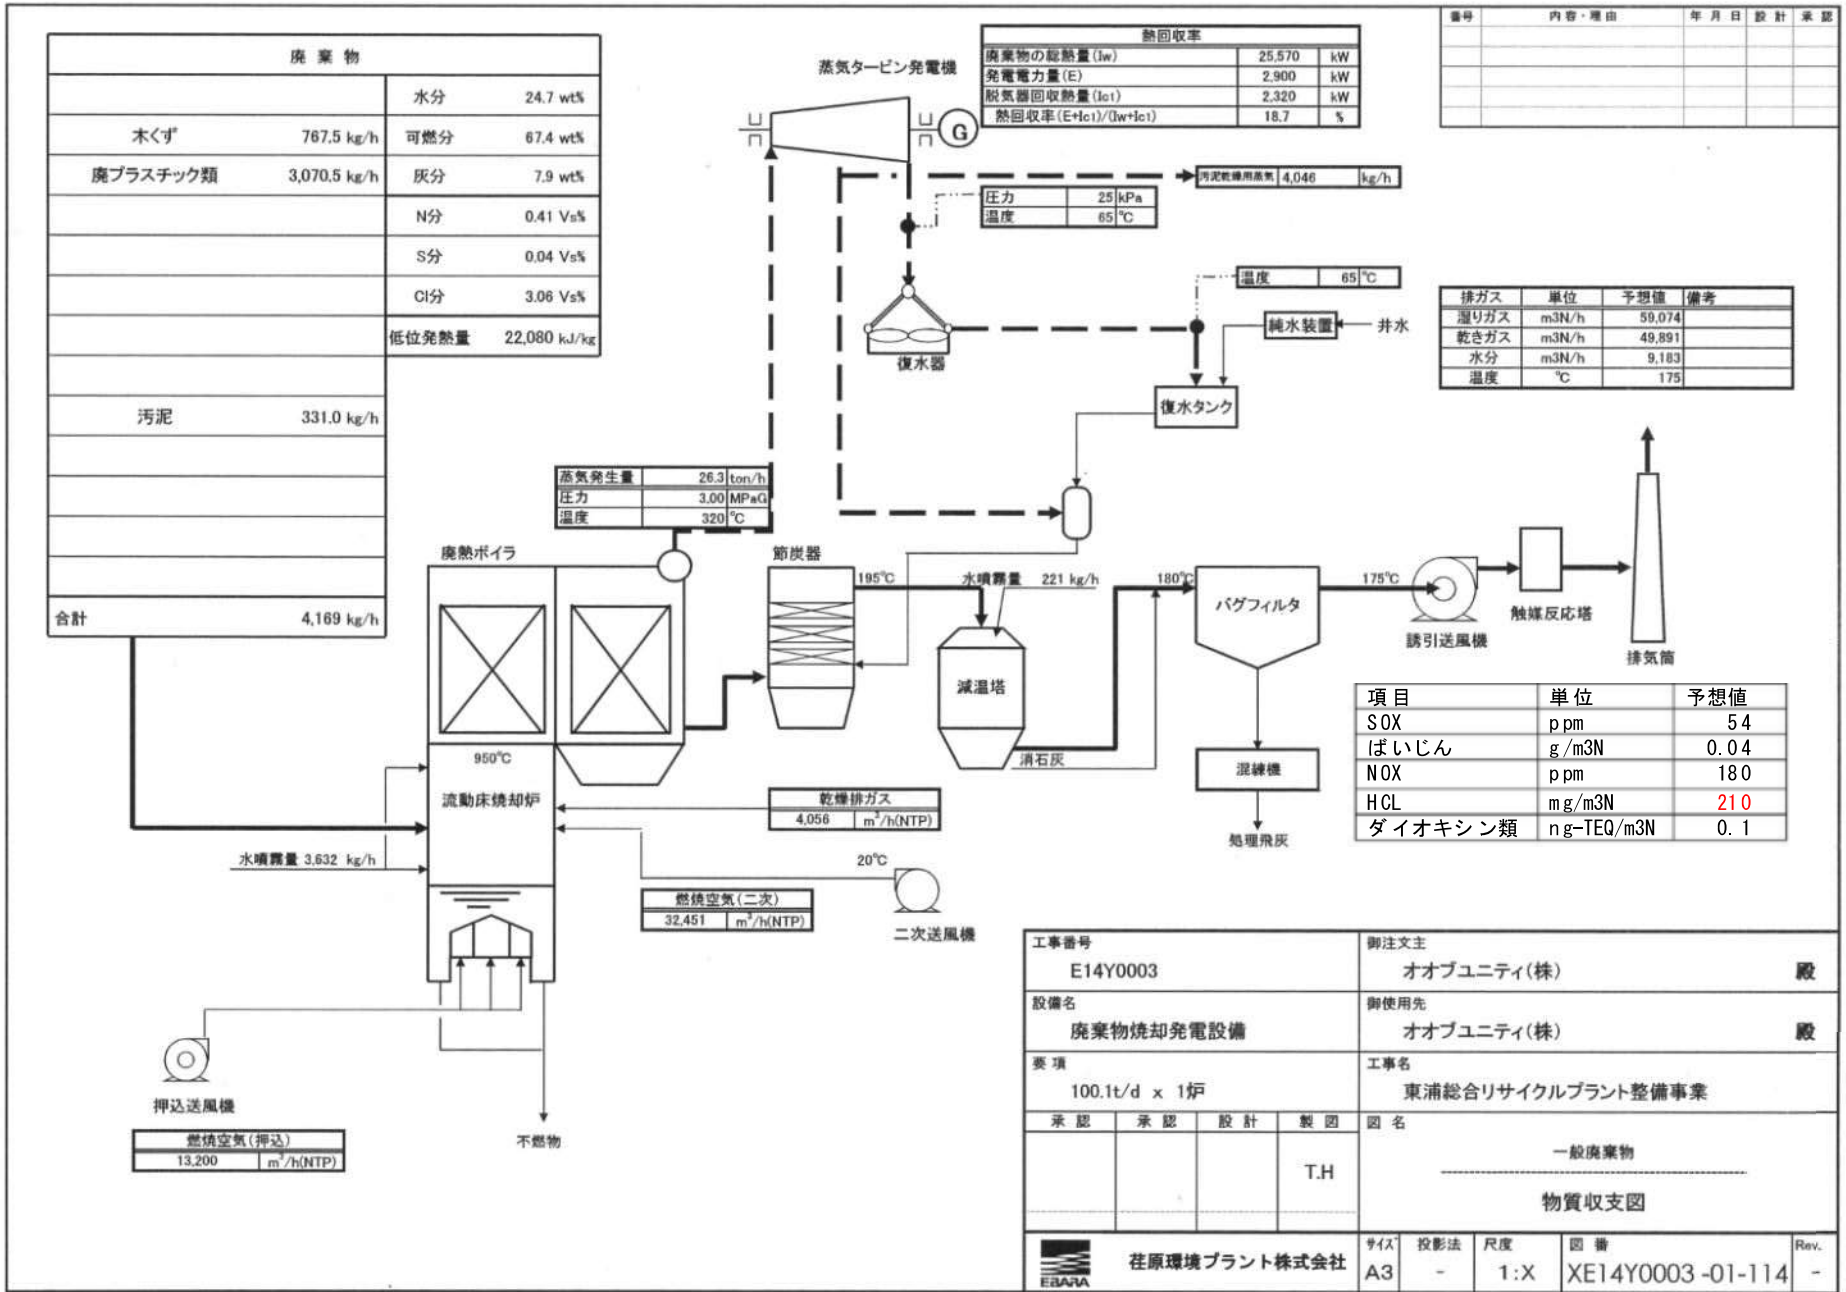 番号 内容・理由 年 月 日 設 計 承 認
廃 棄 物
水分 24.7 wt%
木くず 767.5 kg/h 可燃分 67.4 wt%
廃プラスチック類 3,070.5 kg/h 灰分 7.9 wt%
N分 0.41 Vs%
S分 0.04 Vs%
Cl分 3.06 Vs%
低位発熱量 22,080 kJ/kg
汚泥 331.0 kg/h
合計 4,169 kg/h
蒸気タービン発電機
G
熱回収率
廃棄物の総熱量(Iw) 25,570 kW
発電電力量(E) 2,900 kW
脱気器回収熱量(Ic1) 2,320 kW
熱回収率(E+Ic1)/(Iw+Ic1) 18.7 %
汚泥乾燥用蒸気 4,046 kg/h
圧力 25 kPa
温度 65 ℃
温度 65 ℃
純水装置 井水
復水器
復水タンク
排ガス 単位 予想値 備考
湿りガス m3N/h 59,074
乾きガス m3N/h 49,891
水分 m3N/h 9,183
温度 ℃ 175
蒸気発生量 26.3 ton/h
圧力 3.00 MPaG
温度 320 ℃
廃熱ボイラ
節炭器
195℃
水噴霧量 221 kg/h
180℃
175℃
バグフィルタ
触媒反応塔
誘引送風機
排気筒
減温塔
消石灰
混練機
処理飛灰
950℃
流動床焼却炉
乾燥排ガス
4,056 m³/h(NTP)
水噴霧量 3,632 kg/h
20℃
燃焼空気(二次)
32,451 m³/h(NTP)
二次送風機
項目 単位 予想値
SOX ppm 54
ばいじん g/m3N 0.04
NOX ppm 180
HCL mg/m3N 210
ダイオキシン類 ng-TEQ/m3N 0.1
押込送風機
燃焼空気(押込)
13,200 m³/h(NTP)
不燃物
工事番号 御注文主
E14Y0003 オオブユニティ(株) 殿
設備名 御使用先
廃棄物焼却発電設備 オオブユニティ(株) 殿
要 項 工事名
100.1t/d x 1炉 東浦総合リサイクルプラント整備事業
承 認 承 認 設 計 製 図 図 名
一般廃棄物
T.H
物質収支図
EBARA 荏原環境プラント株式会社
サイズ 投影法 尺度 図 番 Rev.
A3 - 1:X XE14Y0003-01-114 -